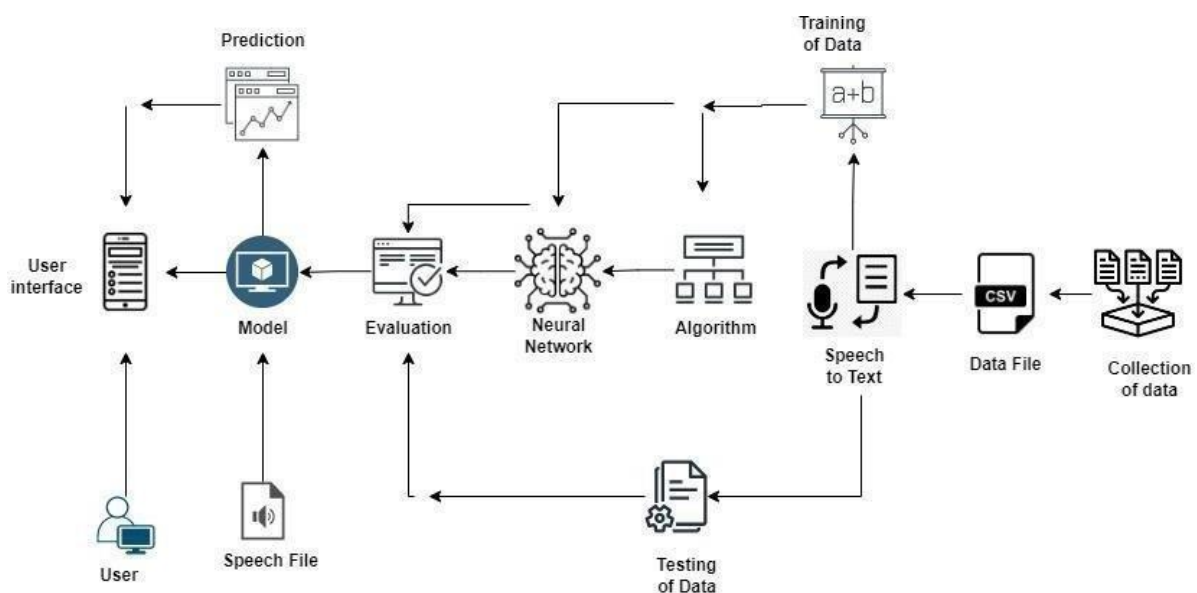 Prediction
Training
of Data
a+b
User
interface
Model
Evaluation
Neural
Network
Algorithm
Speech
to Text
CSV
Data File
Collection
of data
User
Speech File
Testing
of Data